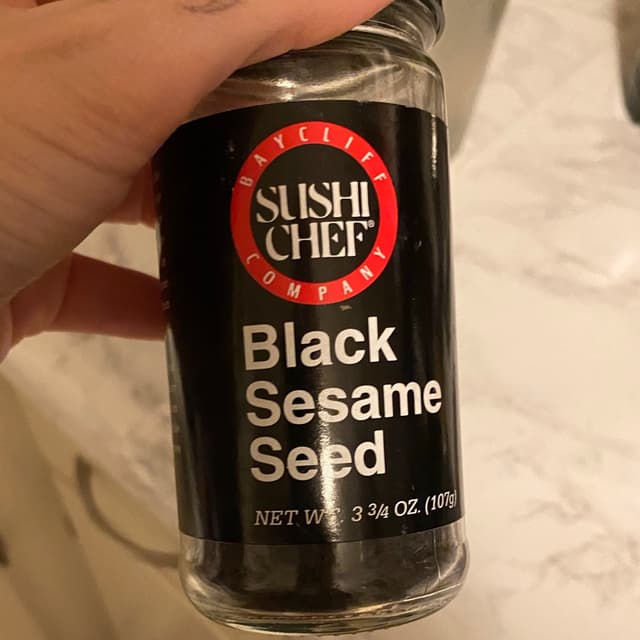 BAYCLIFF
SUSHI
CHEF®
COMPANY
Black
Sesame
Seed
NET WT. 3 3/4 OZ. (107g)